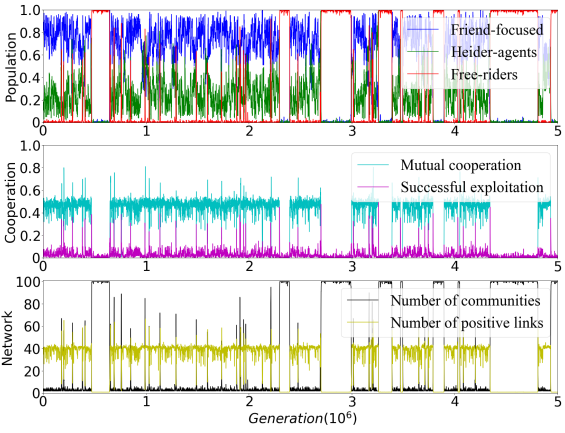 1.0
0.8
0.6
0.4
0.2
0
Population
Friend-focused
Heider-agents
Free-riders
0 1 2 3 4 5
1.0
0.8
0.6
0.4
0.2
0
Cooperation
Mutual cooperation
Successful exploitation
0 1 2 3 4 5
100
80
60
40
20
0
Network
Number of communities
Number of positive links
0 1 2 3 4 5
Generation(10⁶)